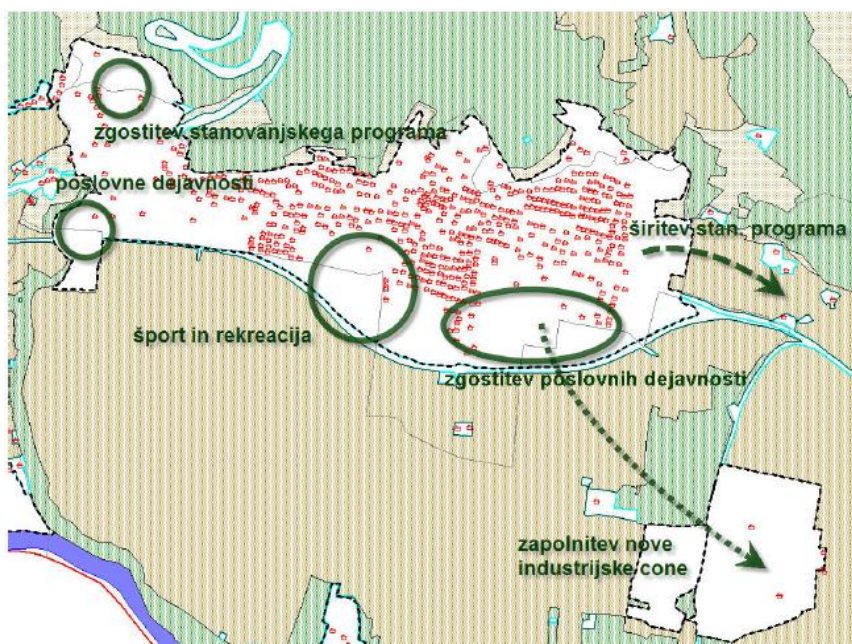 zgostitev stanovanjskega programa
poslovne dejavnosti
širitev stan. programa
šport in rekreacija
zgostitev poslovnih dejavnosti
zapolnitev nove
industrijske cone